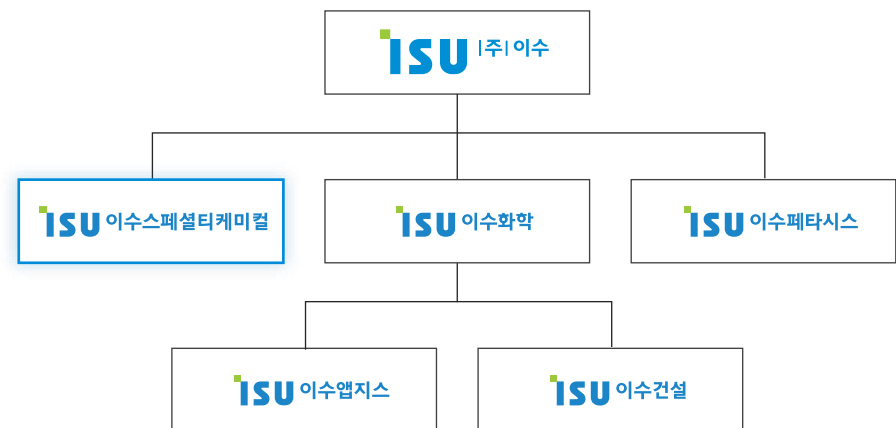 ISU |주|이수
ISU 이수스페셜티케미컬
ISU 이수화학
ISU 이수페타시스
ISU 이수앱지스
ISU 이수건설